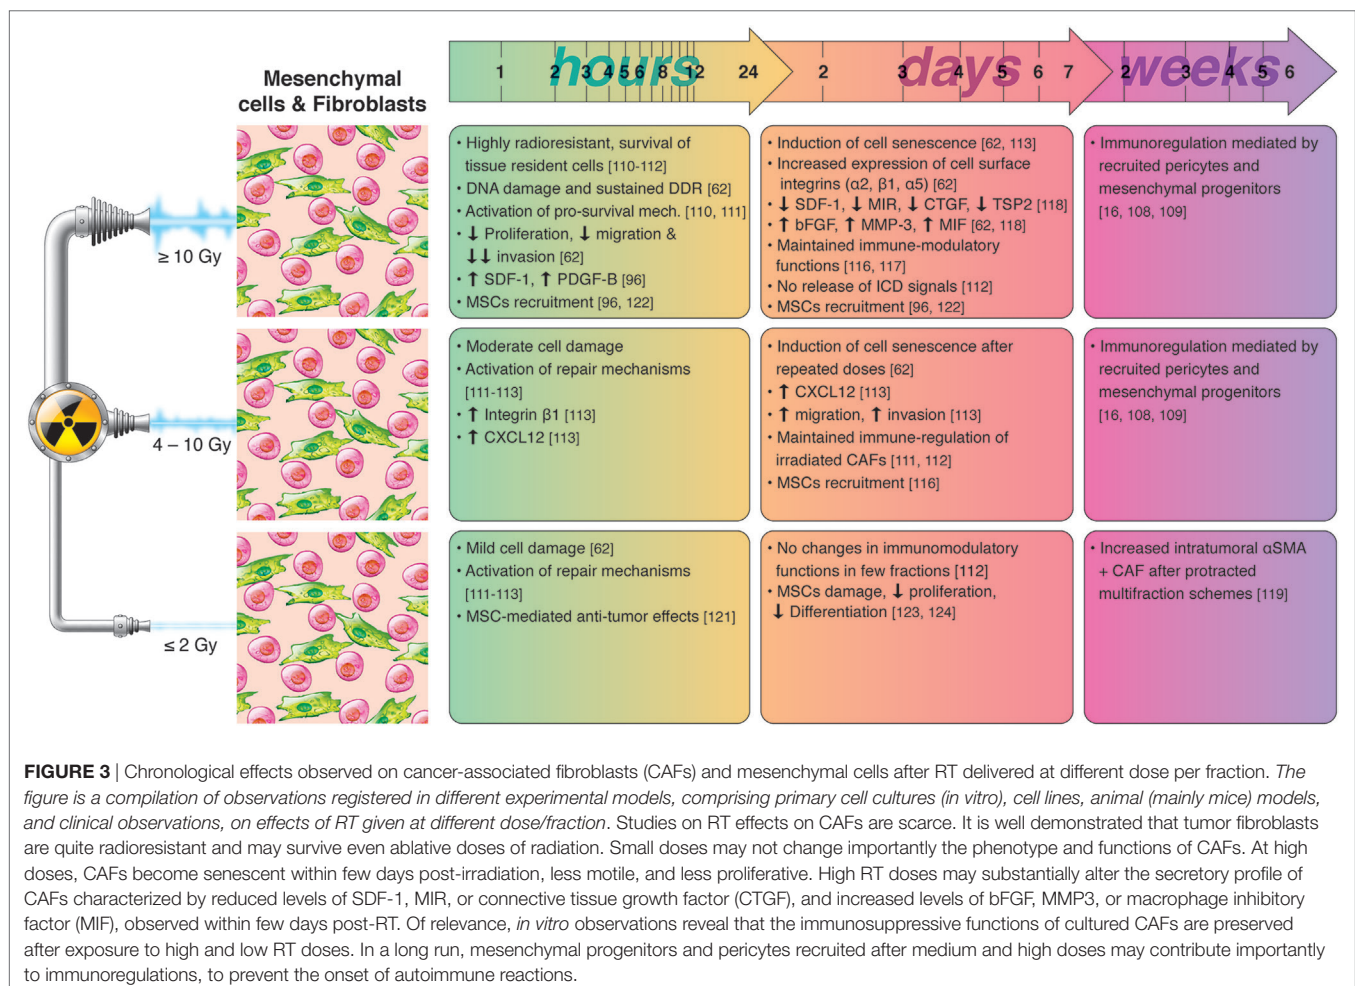 Mesenchymal
cells & Fibroblasts
hours
1 2 3 4 5 6 8 12 24
days
2 3 4 5 6 7
weeks
2 3 4 5 6
≥ 10 Gy
• Highly radioresistant, survival of
tissue resident cells [110-112]
• DNA damage and sustained DDR [62]
• Activation of pro-survival mech. [110, 111]
• ↓ Proliferation, ↓ migration &
↓↓ invasion [62]
• ↑ SDF-1, ↑ PDGF-B [96]
• MSCs recruitment [96, 122]
• Induction of cell senescence [62, 113]
• Increased expression of cell surface
integrins (α2, β1, α5) [62]
• ↓ SDF-1, ↓ MIR, ↓ CTGF, ↓ TSP2 [118]
• ↑ bFGF, ↑ MMP-3, ↑ MIF [62, 118]
• Maintained immune-modulatory
functions [116, 117]
• No release of ICD signals [112]
• MSCs recruitment [96, 122]
• Immunoregulation mediated by
recruited pericytes and
mesenchymal progenitors
[16, 108, 109]
4 – 10 Gy
• Moderate cell damage
• Activation of repair mechanisms
[111-113]
• ↑ Integrin β1 [113]
• ↑ CXCL12 [113]
• Induction of cell senescence after
repeated doses [62]
• ↑ CXCL12 [113]
• ↑ migration, ↑ invasion [113]
• Maintained immune-regulation of
irradiated CAFs [111, 112]
• MSCs recruitment [116]
• Immunoregulation mediated by
recruited pericytes and
mesenchymal progenitors
[16, 108, 109]
≤ 2 Gy
• Mild cell damage [62]
• Activation of repair mechanisms
[111-113]
• MSC-mediated anti-tumor effects [121]
• No changes in immunomodulatory
functions in few fractions [112]
• MSCs damage, ↓ proliferation,
↓ Differentiation [123, 124]
• Increased intratumoral αSMA
+ CAF after protracted
multifraction schemes [119]
FIGURE 3 | Chronological effects observed on cancer-associated fibroblasts (CAFs) and mesenchymal cells after RT delivered at different dose per fraction. The
figure is a compilation of observations registered in different experimental models, comprising primary cell cultures (in vitro), cell lines, animal (mainly mice) models,
and clinical observations, on effects of RT given at different dose/fraction. Studies on RT effects on CAFs are scarce. It is well demonstrated that tumor fibroblasts
are quite radioresistant and may survive even ablative doses of radiation. Small doses may not change importantly the phenotype and functions of CAFs. At high
doses, CAFs become senescent within few days post-irradiation, less motile, and less proliferative. High RT doses may substantially alter the secretory profile of
CAFs characterized by reduced levels of SDF-1, MIR, or connective tissue growth factor (CTGF), and increased levels of bFGF, MMP3, or macrophage inhibitory
factor (MIF), observed within few days post-RT. Of relevance, in vitro observations reveal that the immunosuppressive functions of cultured CAFs are preserved
after exposure to high and low RT doses. In a long run, mesenchymal progenitors and pericytes recruited after medium and high doses may contribute importantly
to immunoregulations, to prevent the onset of autoimmune reactions.